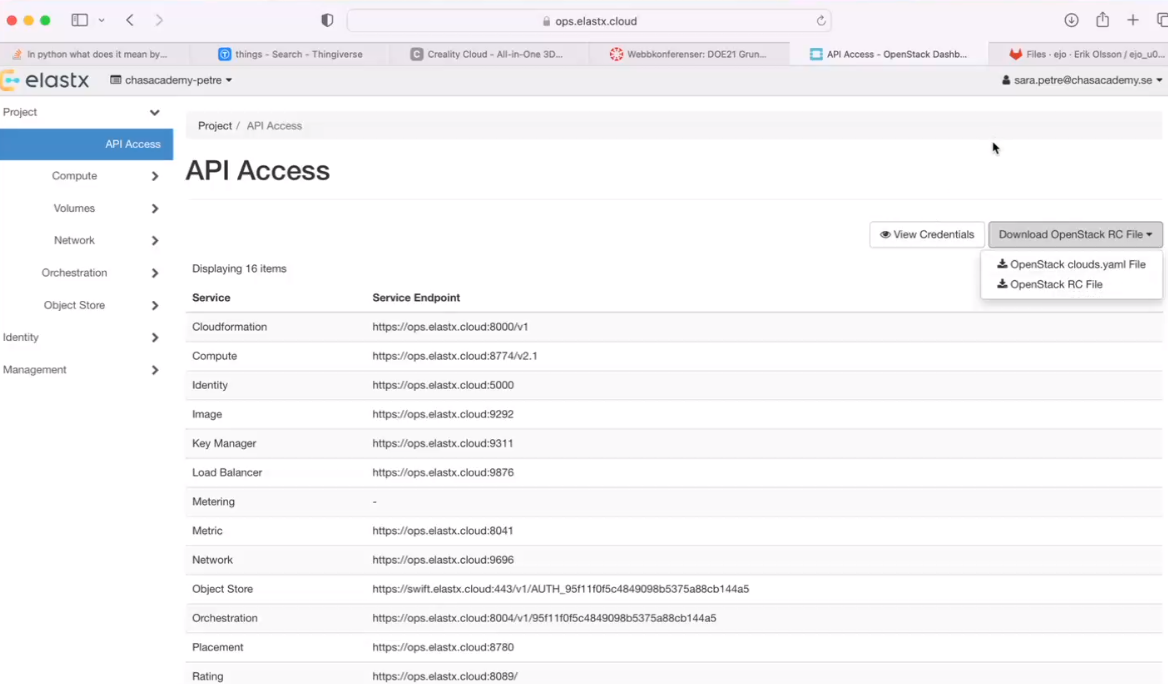 ops.elastx.cloud
In python what does it mean by...
things - Search - Thingiverse
Creality Cloud - All-in-One 3D...
Webbkonferenser: DOE21 Grun...
API Access - OpenStack Dashb...
Files · ejo · Erik Olsson / ejo_u0...
elastx
chasacademy-petre
sara.petre@chasacademy.se
Project
API Access
Compute
Volumes
Network
Orchestration
Object Store
Identity
Management
Project / API Access
API Access
View Credentials
Download OpenStack RC File
OpenStack clouds.yaml File
OpenStack RC File
Displaying 16 items
Service Service Endpoint
Cloudformation https://ops.elastx.cloud:8000/v1
Compute https://ops.elastx.cloud:8774/v2.1
Identity https://ops.elastx.cloud:5000
Image https://ops.elastx.cloud:9292
Key Manager https://ops.elastx.cloud:9311
Load Balancer https://ops.elastx.cloud:9876
Metering -
Metric https://ops.elastx.cloud:8041
Network https://ops.elastx.cloud:9696
Object Store https://swift.elastx.cloud:443/v1/AUTH_95f11f0f5c4849098b5375a88cb144a5
Orchestration https://ops.elastx.cloud:8004/v1/95f11f0f5c4849098b5375a88cb144a5
Placement https://ops.elastx.cloud:8780
Rating https://ops.elastx.cloud:8089/